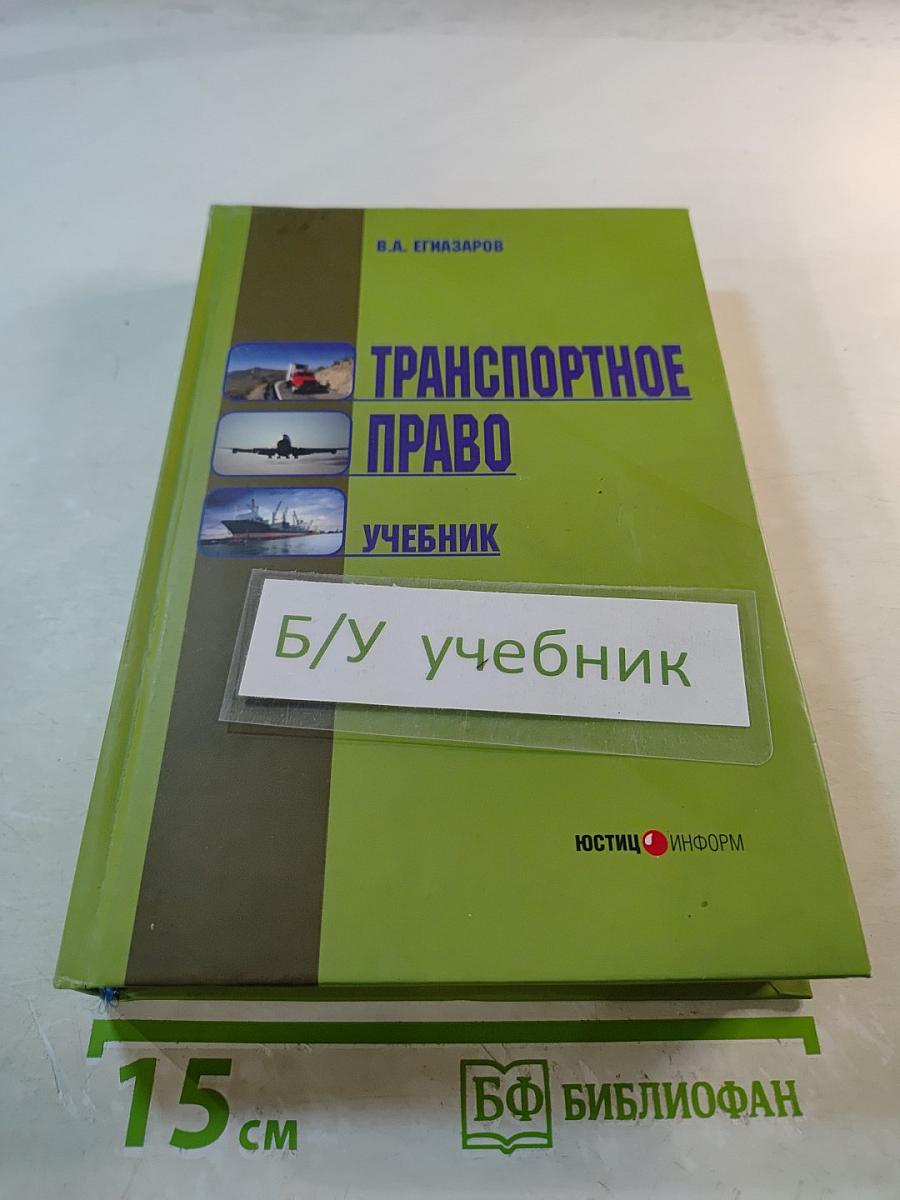 В.А. ЕГИАЗАРОВ
ТРАНСПОРТНОЕ
ПРАВО
УЧЕБНИК
Б/У учебник
ЮСТИЦИНФОРМ
15 см
БФ БИБЛИОФАН